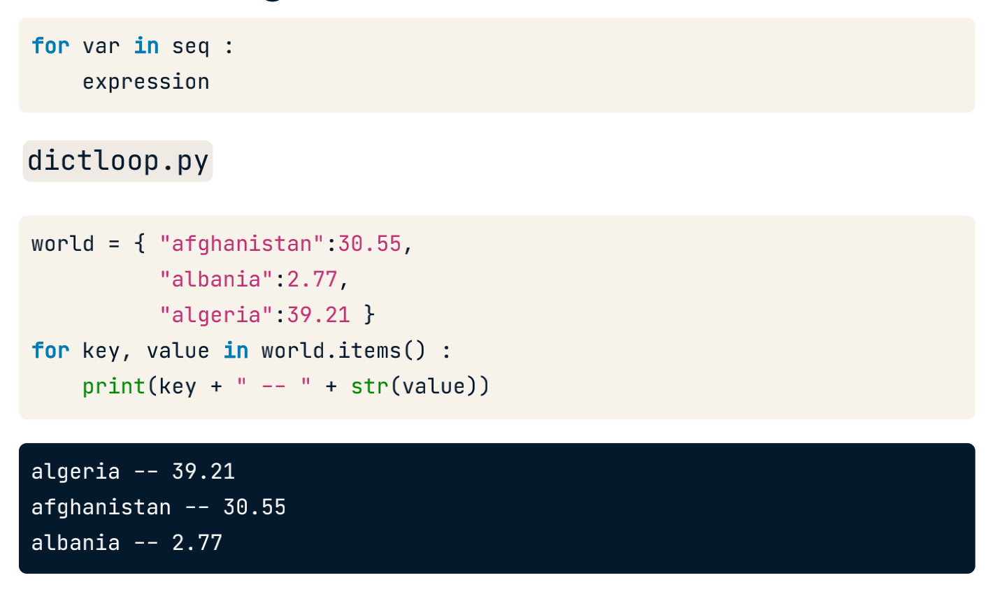 for var in seq :
    expression
dictloop.py
world = { "afghanistan":30.55,
          "albania":2.77,
          "algeria":39.21 }
for key, value in world.items() :
    print(key + " -- " + str(value))
algeria -- 39.21
afghanistan -- 30.55
albania -- 2.77